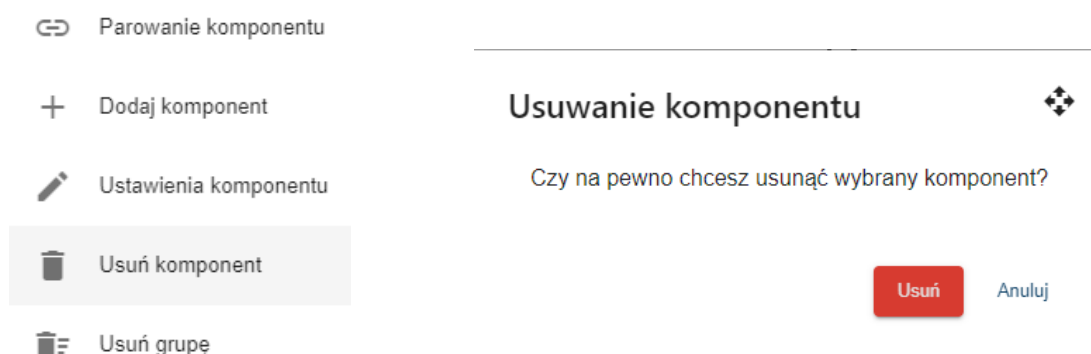 Parowanie komponentu
Dodaj komponent
Ustawienia komponentu
Usuń komponent
Usuń grupę
Usuwanie komponentu
Czy na pewno chcesz usunąć wybrany komponent?
Usuń
Anuluj